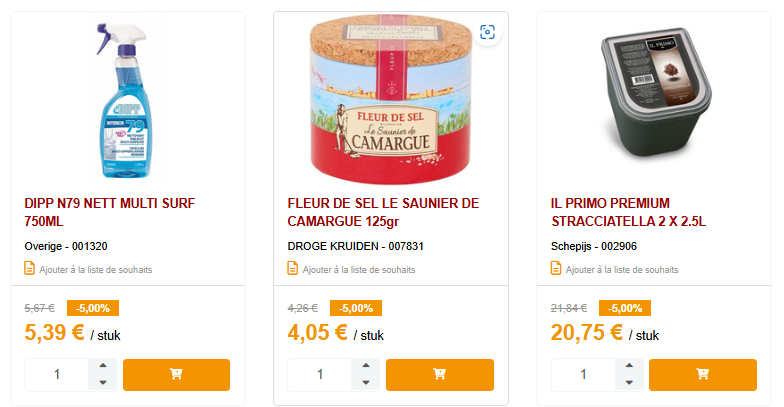 DIPP
INTERIOR 79
DIPP N79 NETT MULTI SURF
750ML
Overige - 001320
Ajouter à la liste de souhaits
5,67 €
-5,00%
5,39 € / stuk
1
FLEUR DE SEL
Le Saunier de
CAMARGUE
FLEUR DE SEL LE SAUNIER DE
CAMARGUE 125gr
DROGE KRUIDEN - 007831
Ajouter à la liste de souhaits
4,26 €
-5,00%
4,05 € / stuk
1
IL PRIMO
IL PRIMO PREMIUM
STRACCIATELLA 2 X 2.5L
Schepijs - 002906
Ajouter à la liste de souhaits
21,84 €
-5,00%
20,75 € / stuk
1